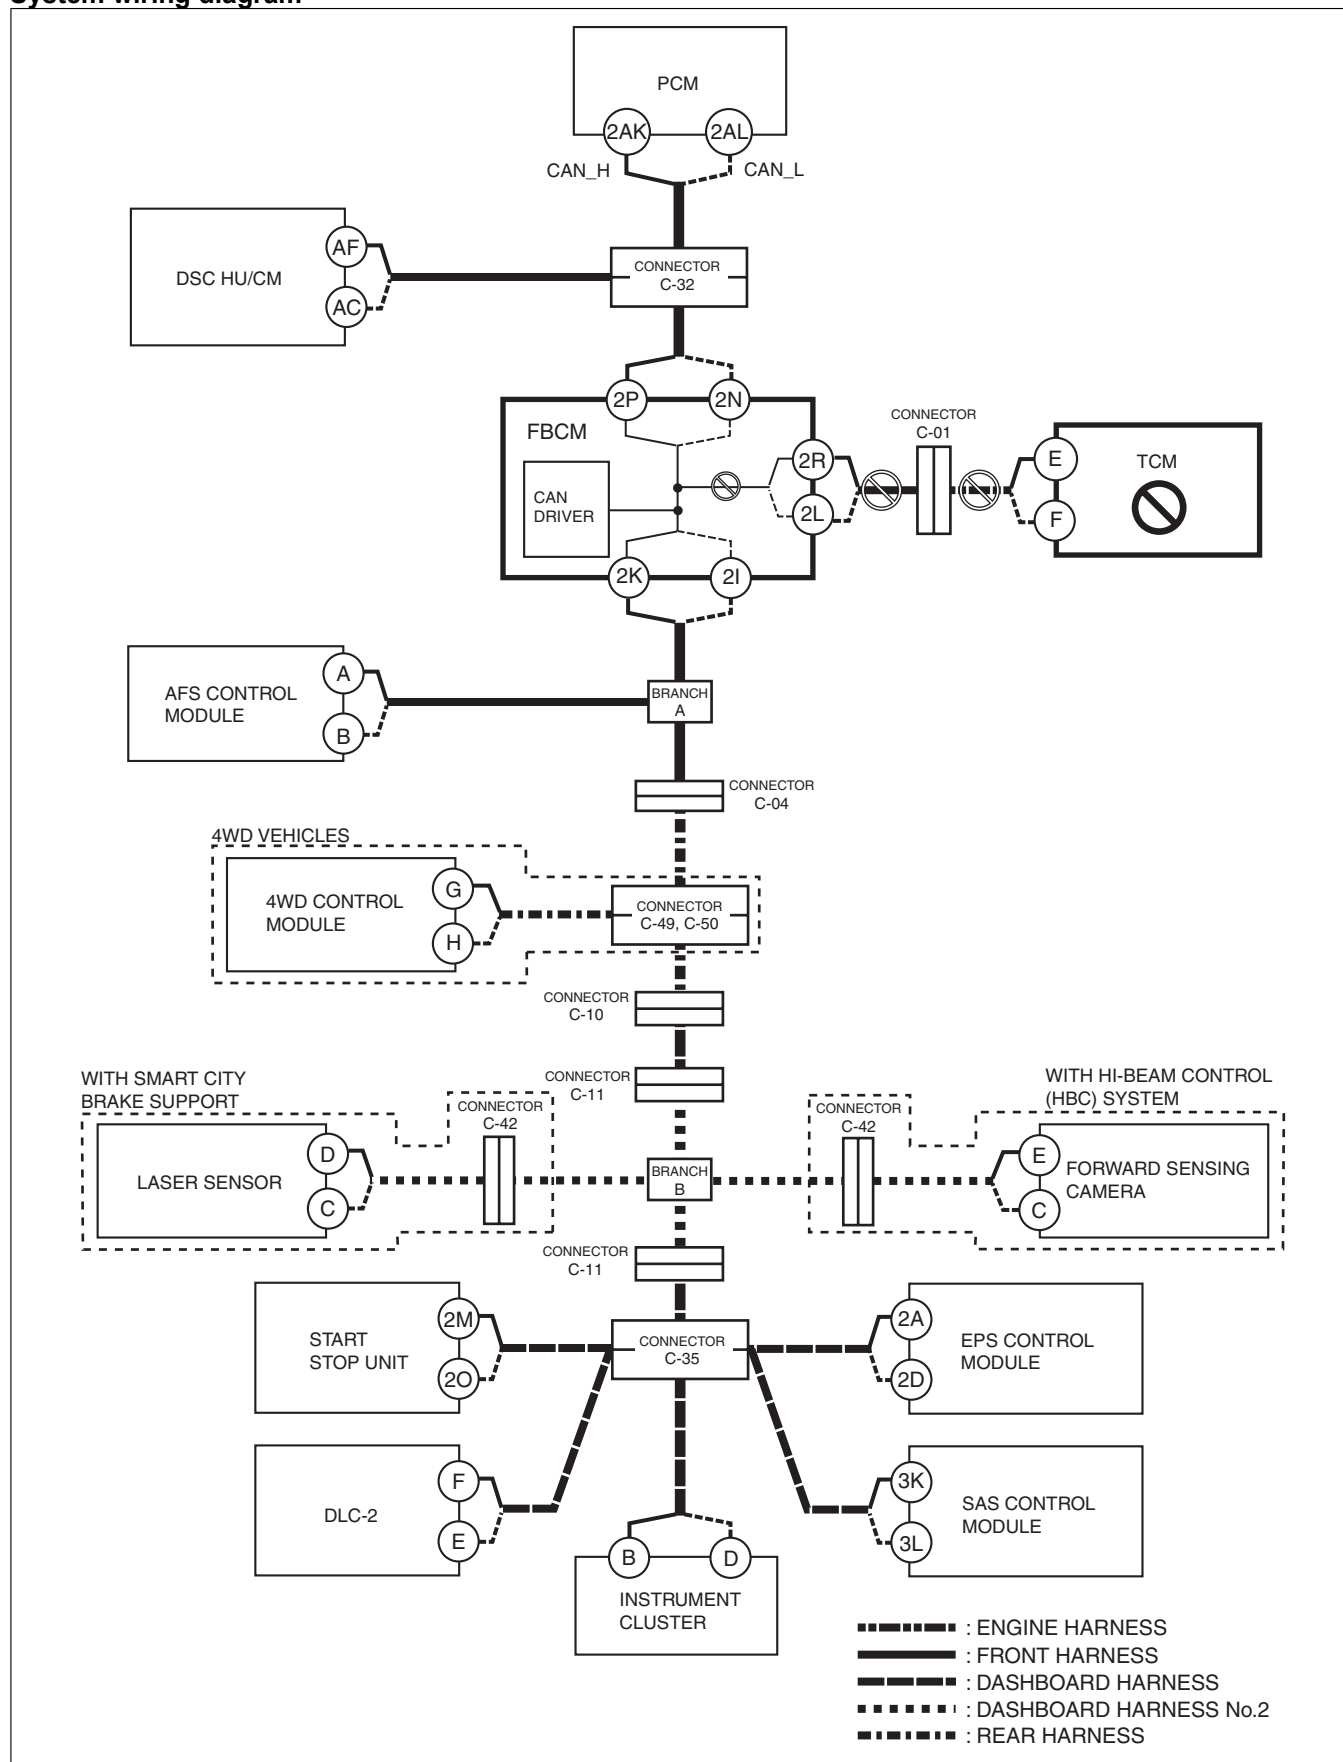 System wiring diagram
PCM
2AK
2AL
CAN_H
CAN_L
DSC HU/CM
AF
AC
CONNECTOR
C-32
2P
2N
FBCM
CAN
DRIVER
2R
2L
2K
2I
CONNECTOR
C-01
E
F
TCM
AFS CONTROL
MODULE
A
B
BRANCH
A
CONNECTOR
C-04
4WD VEHICLES
4WD CONTROL
MODULE
G
H
CONNECTOR
C-49, C-50
CONNECTOR
C-10
CONNECTOR
C-11
WITH SMART CITY
BRAKE SUPPORT
CONNECTOR
C-42
LASER SENSOR
D
C
BRANCH
B
WITH HI-BEAM CONTROL
(HBC) SYSTEM
CONNECTOR
C-42
E
C
FORWARD SENSING
CAMERA
CONNECTOR
C-11
START
STOP UNIT
2M
2O
CONNECTOR
C-35
2A
2D
EPS CONTROL
MODULE
DLC-2
F
E
3K
3L
SAS CONTROL
MODULE
B
D
INSTRUMENT
CLUSTER
: ENGINE HARNESS
: FRONT HARNESS
: DASHBOARD HARNESS
: DASHBOARD HARNESS No.2
: REAR HARNESS